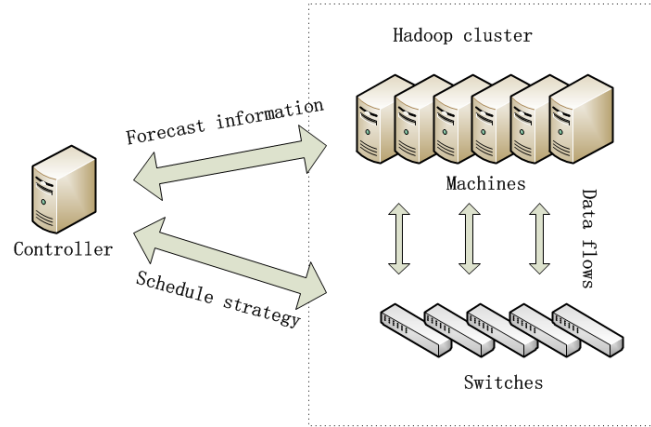 Hadoop cluster
Forecast information
Machines
Controller
Data flows
Schedule strategy
Switches